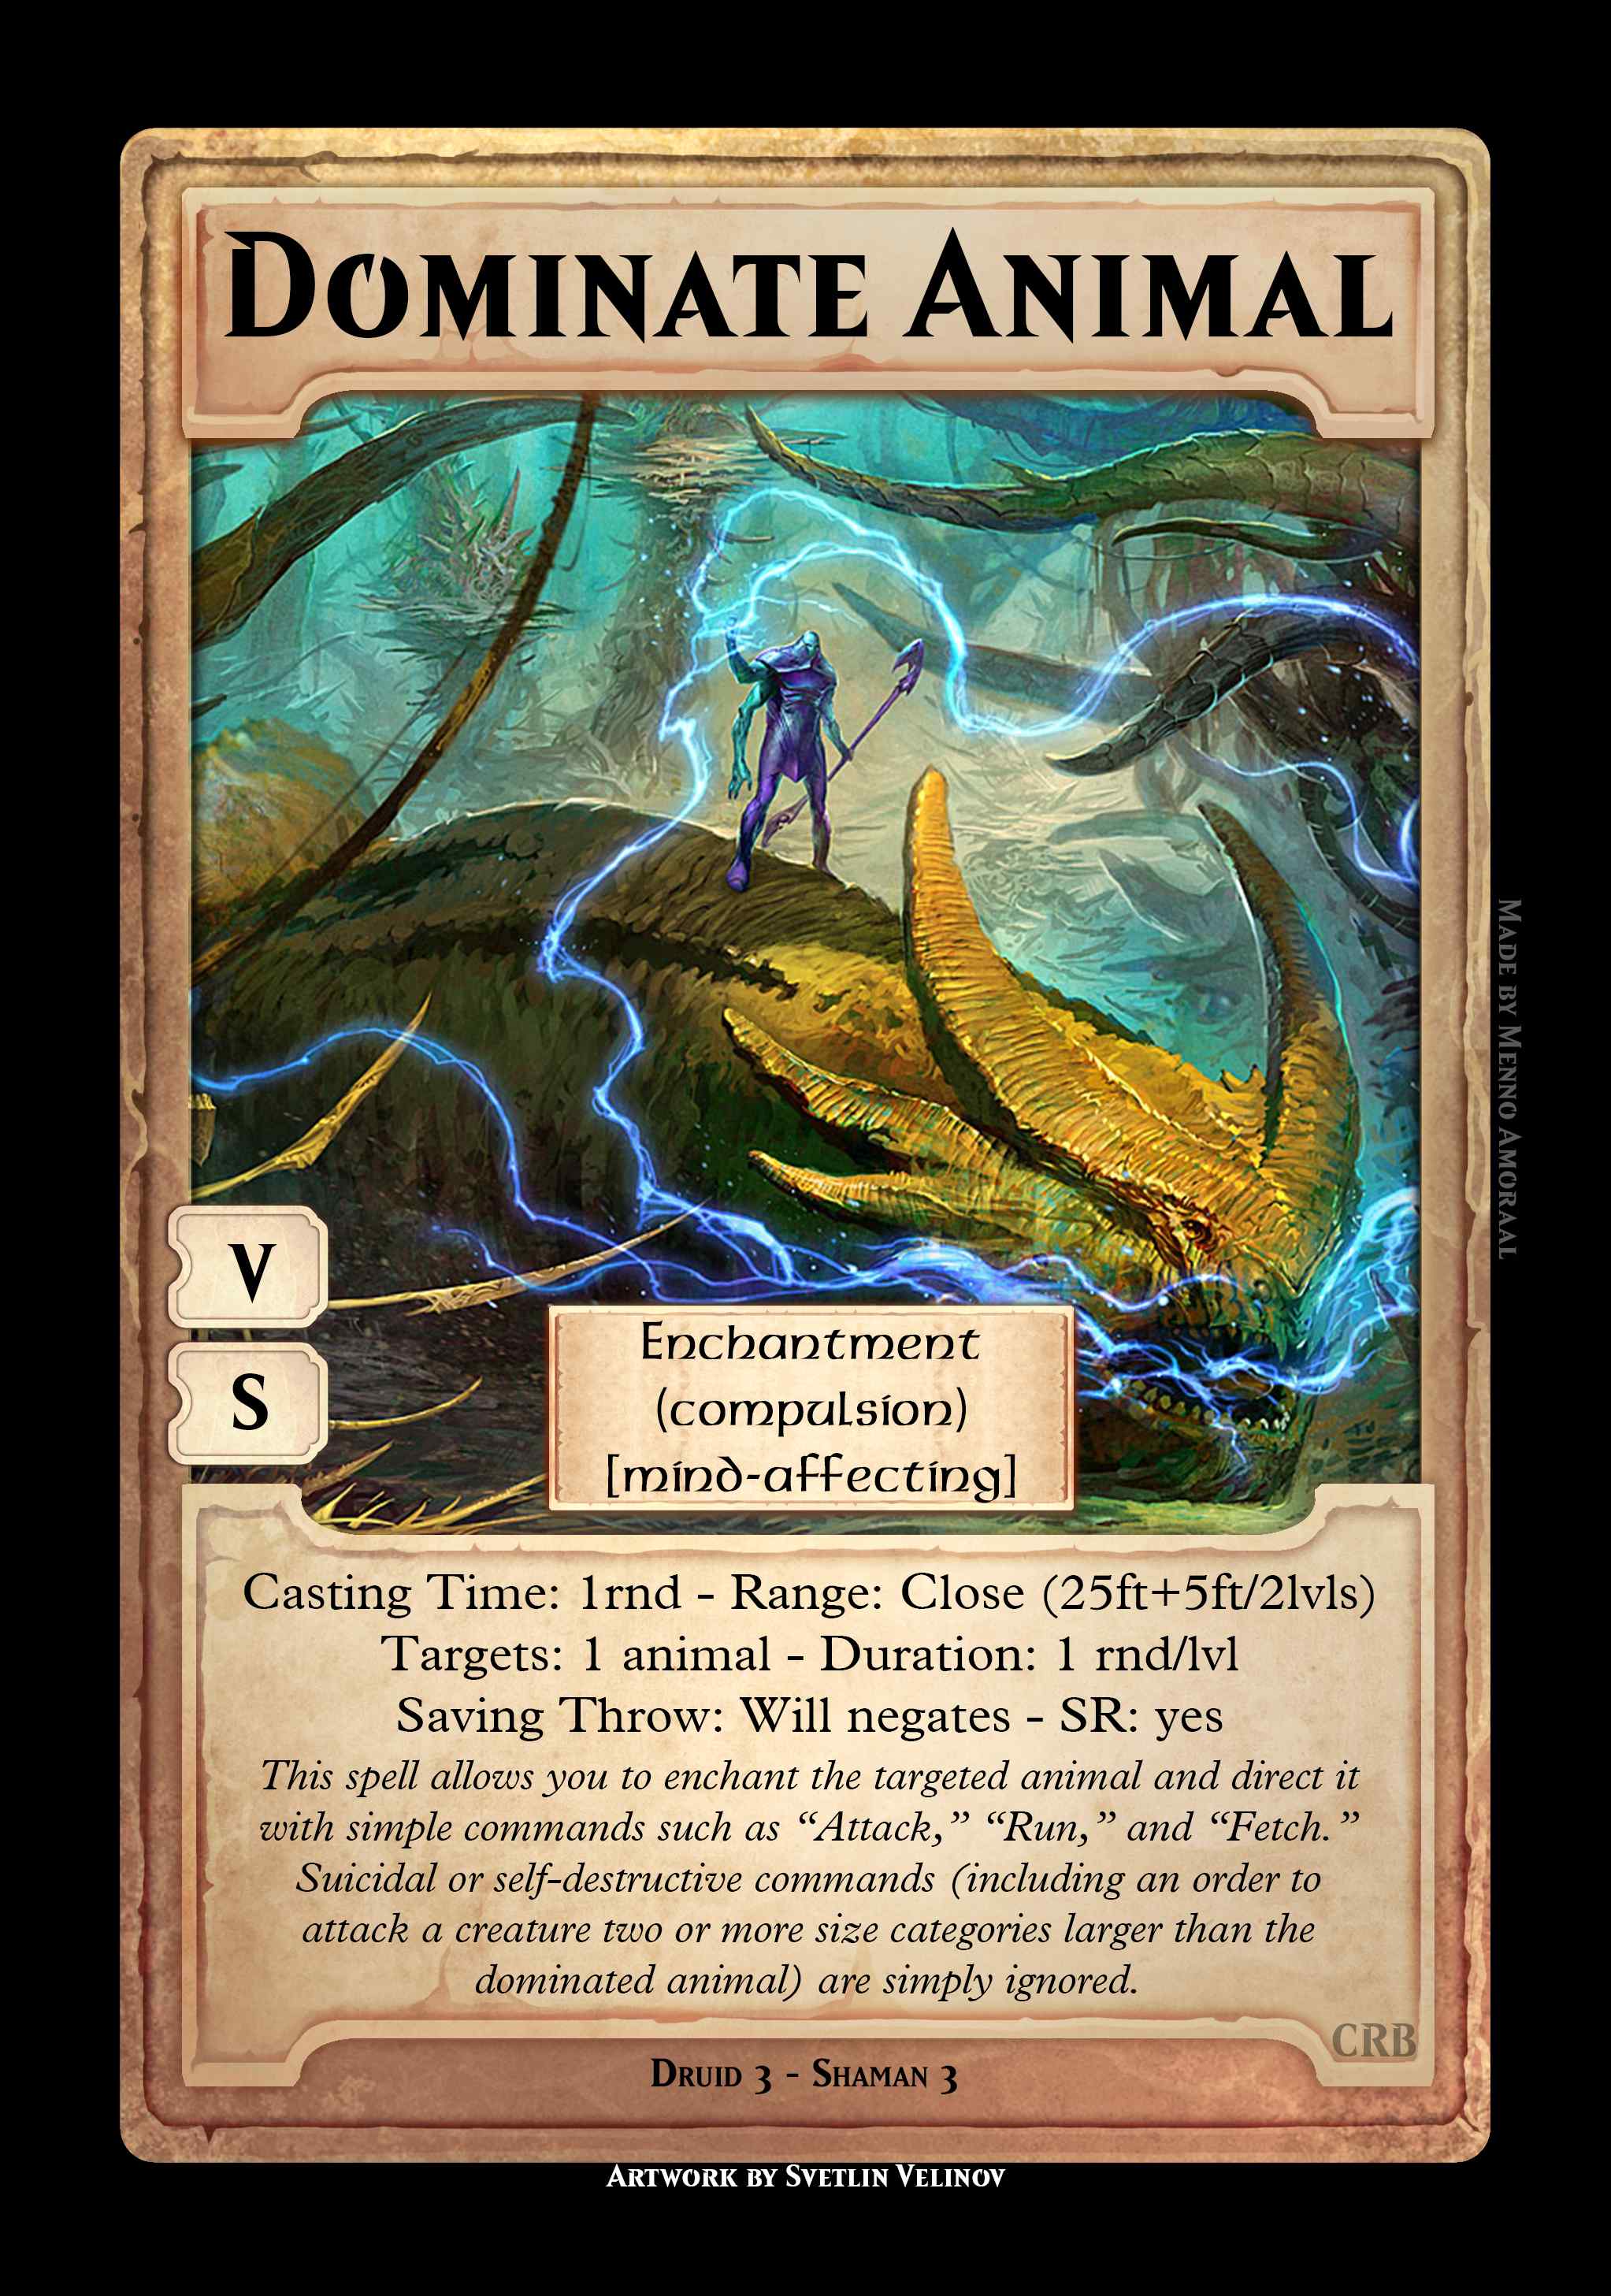 Dominate Animal
V
S
Enchantment
(compulsion)
[mind-affecting]
Casting Time: 1rnd - Range: Close (25ft+5ft/2lvls)
Targets: 1 animal - Duration: 1 rnd/lvl
Saving Throw: Will negates - SR: yes
This spell allows you to enchant the targeted animal and direct it
with simple commands such as “Attack,” “Run,” and “Fetch.”
Suicidal or self-destructive commands (including an order to
attack a creature two or more size categories larger than the
dominated animal) are simply ignored.
CRB
Druid 3 - Shaman 3
Artwork by Svetlin Velinov
Made by Menno Amoraal